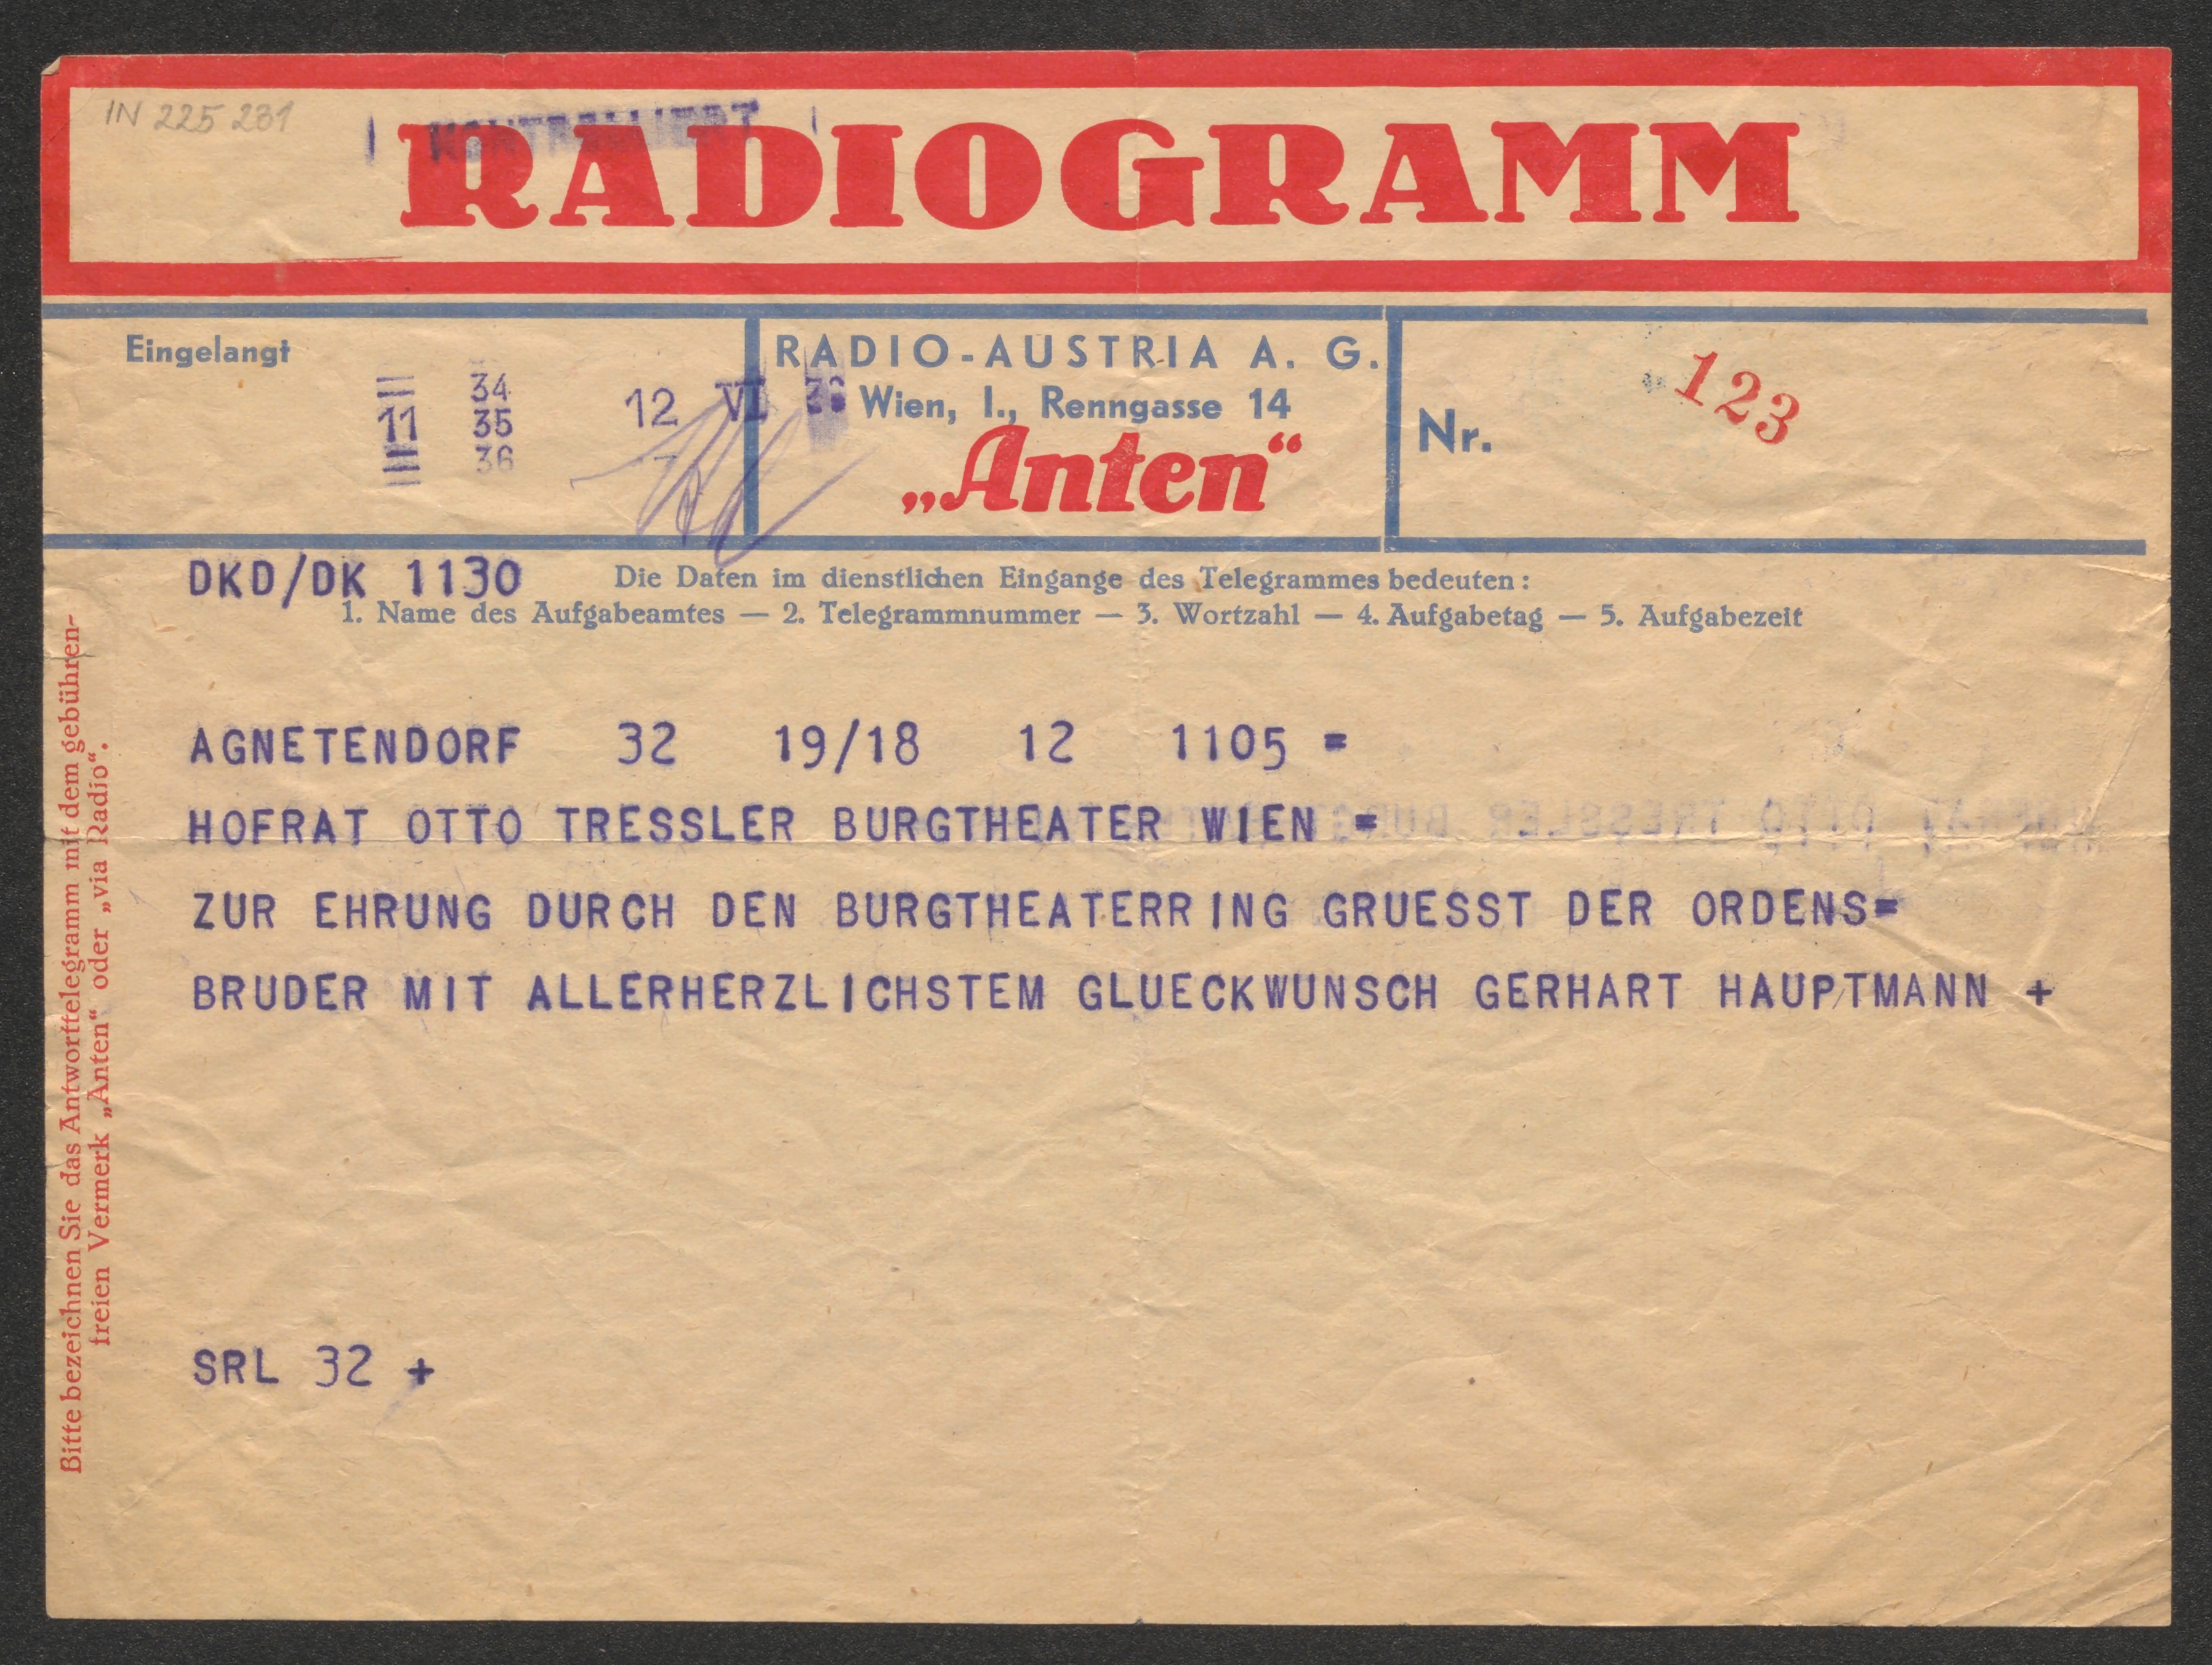 IN 225 231
KONTROLLIERT
RADIOGRAMM
Eingelangt
34
11 35
36
12 VI 36
RADIO-AUSTRIA A. G.
Wien, I., Renngasse 14
„Anten“
Nr.
123
DKD/DK 1130
Die Daten im dienstlichen Eingange des Telegrammes bedeuten:
1. Name des Aufgabeamtes — 2. Telegrammnummer — 3. Wortzahl — 4. Aufgabetag — 5. Aufgabezeit
AGNETENDORF 32 19/18 12 1105 =
HOFRAT OTTO TRESSLER BURGTHEATER WIEN =
ZUR EHRUNG DURCH DEN BURGTHEATERRING GRUESST DER ORDENS=
BRUDER MIT ALLERHERZLICHSTEM GLUECKWUNSCH GERHART HAUPTMANN +
SRL 32 +
Bitte bezeichnen Sie das Antworttelegramm mit dem gebühren-
freien Vermerk „Anten“ oder „via Radio“.